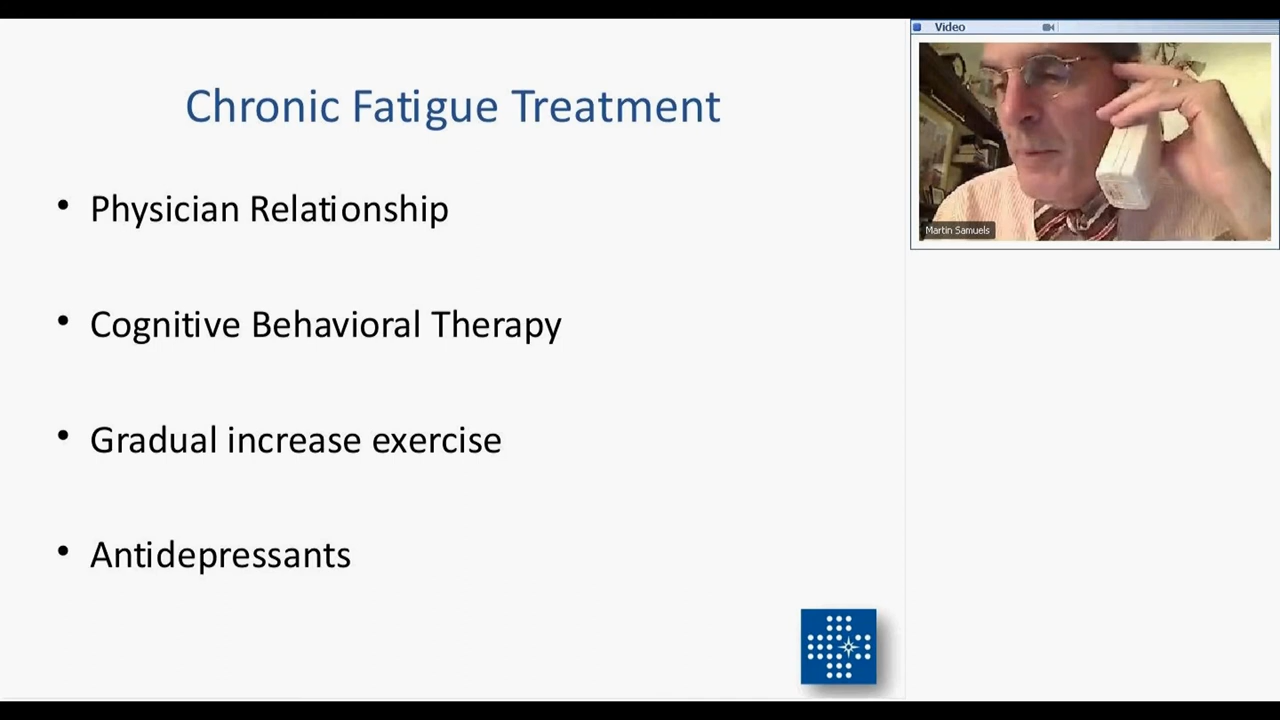 Chronic Fatigue Treatment
• Physician Relationship
• Cognitive Behavioral Therapy
• Gradual increase exercise
• Antidepressants
Video
Martin Samuels